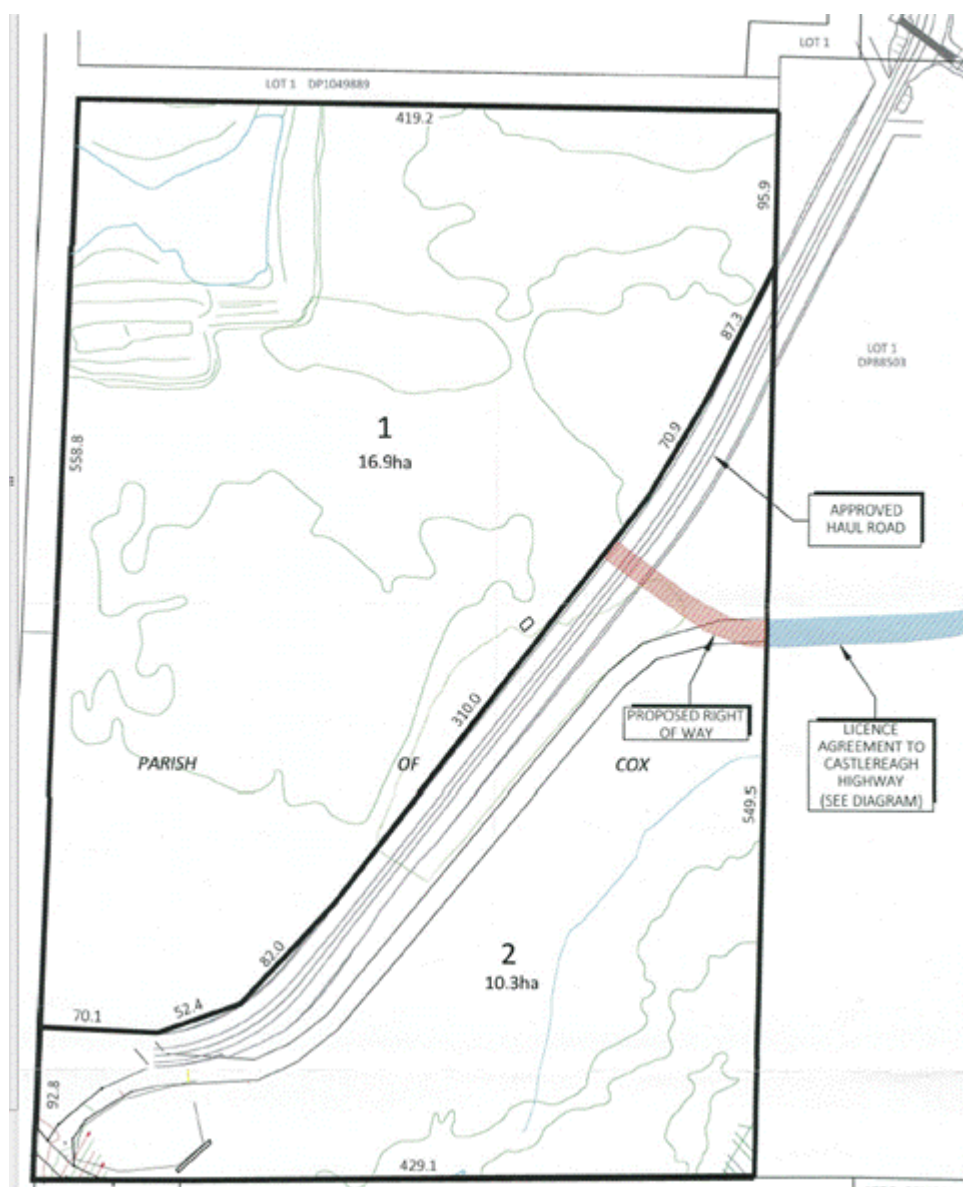 LOT 1
LOT 1 DP1049889
419.2
95.9
87.3
LOT 1
DP88503
70.9
1
16.9ha
558.8
APPROVED
HAUL ROAD
310.0
PROPOSED RIGHT
OF WAY
LICENCE
AGREEMENT TO
CASTLEREAGH
HIGHWAY
(SEE DIAGRAM)
PARISH OF COX
549.5
82.0
2
10.3ha
52.4
70.1
92.8
429.1